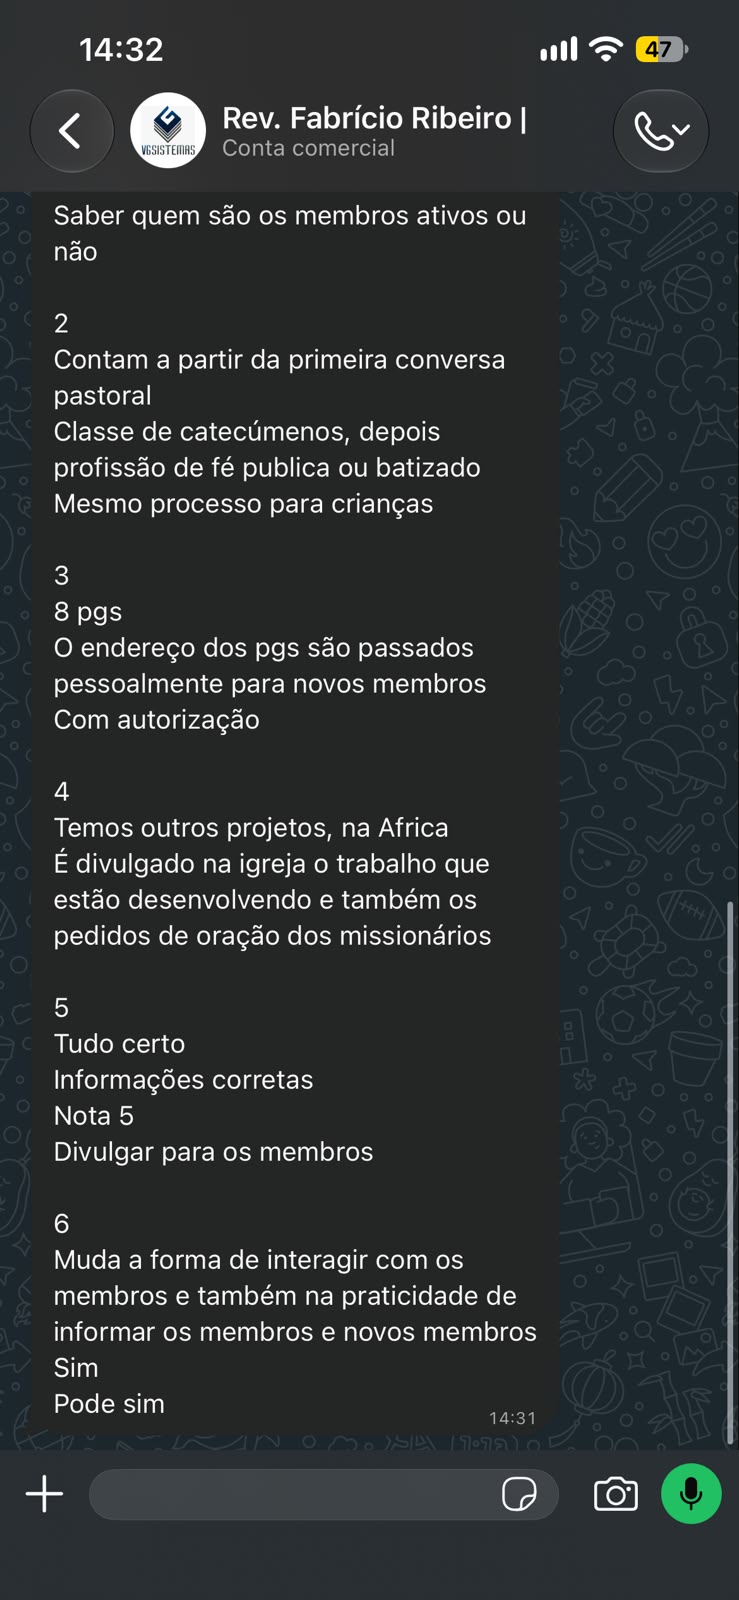 14:32
47
Rev. Fabrício Ribeiro |
VGSISTEMAS
Conta comercial
Saber quem são os membros ativos ou
não
2
Contam a partir da primeira conversa
pastoral
Classe de catecúmenos, depois
profissão de fé publica ou batizado
Mesmo processo para crianças
3
8 pgs
O endereço dos pgs são passados
pessoalmente para novos membros
Com autorização
4
Temos outros projetos, na Africa
É divulgado na igreja o trabalho que
estão desenvolvendo e também os
pedidos de oração dos missionários
5
Tudo certo
Informações corretas
Nota 5
Divulgar para os membros
6
Muda a forma de interagir com os
membros e também na praticidade de
informar os membros e novos membros
Sim
Pode sim
14:31